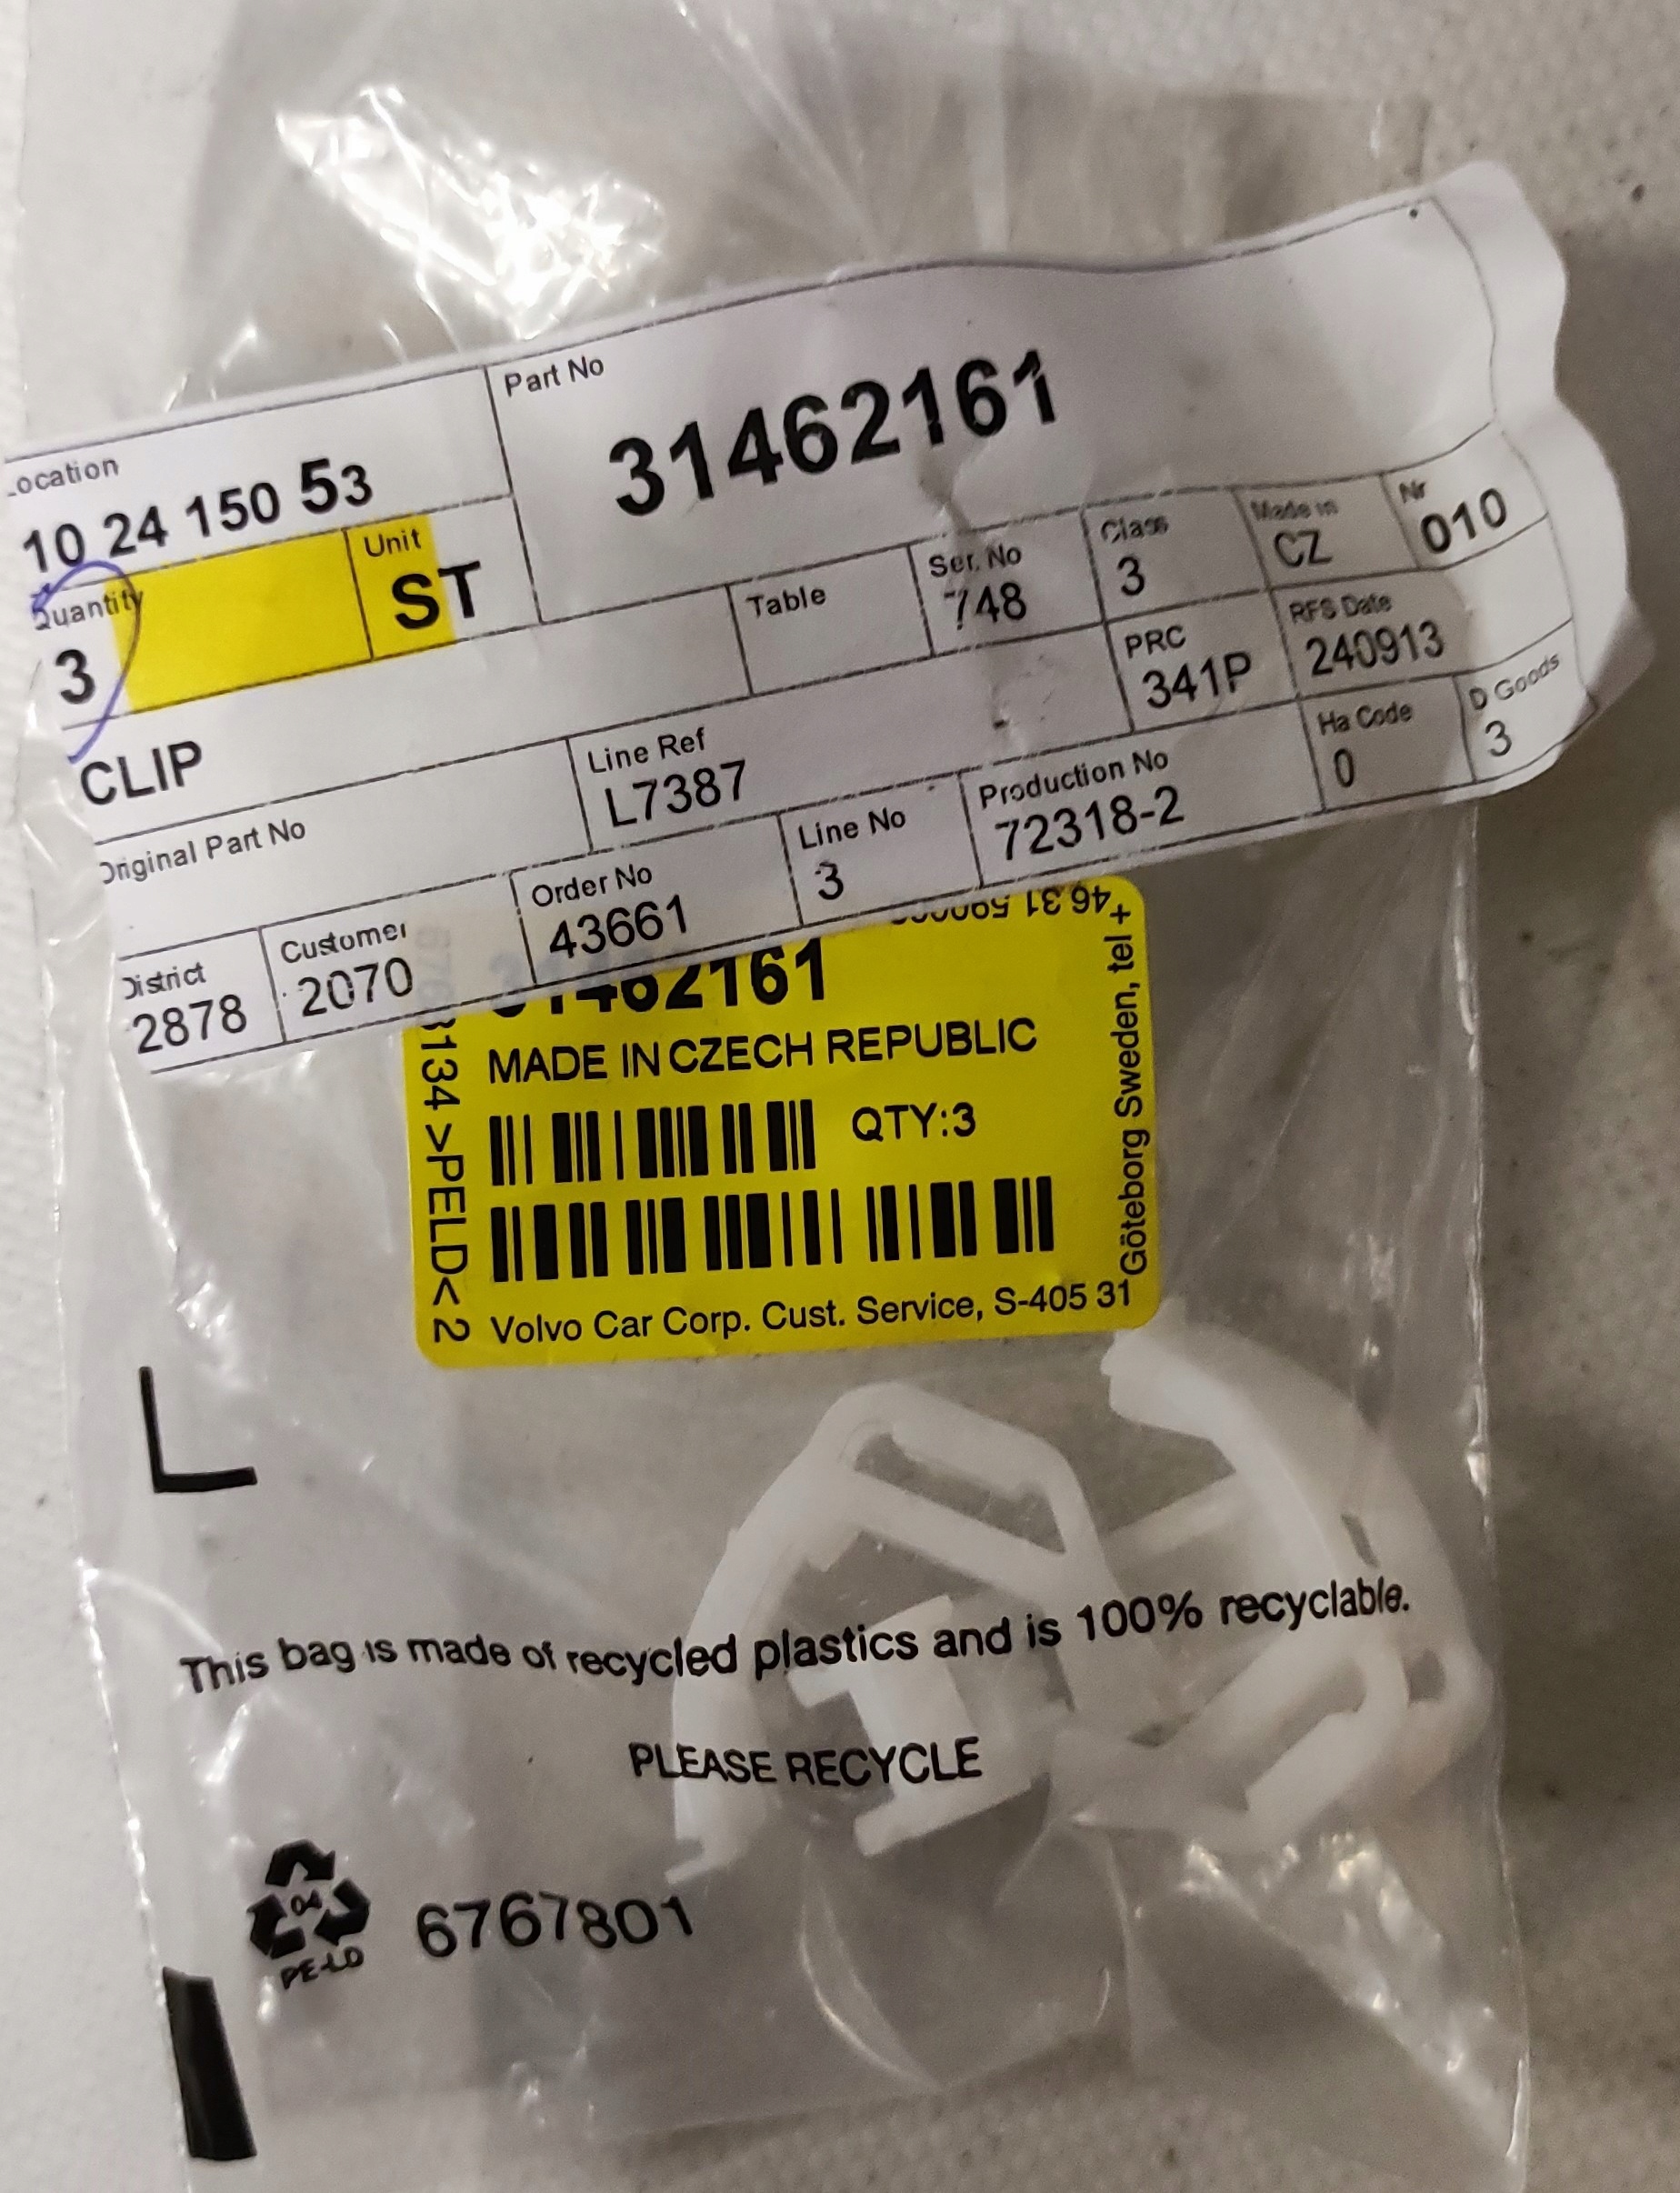 Part No
31462161
ocation
10 24 150 53
Quantity
3
Unit
ST
Table
Ser. No
748
Class
3
Made in
CZ
Nr
010
CLIP
PRC
341P
RFS Date
240913
Original Part No
Line Ref
L7387
Ha Code
0
D Goods
3
District
2878
Customer
2070
Order No
43661
Line No
3
Production No
72318-2
31462161
MADE IN CZECH REPUBLIC
QTY:3
Volvo Car Corp. Cust. Service, S-405 31
Göteborg Sweden, tel +
+46 31
134 >PELD< 2
L
This bag is made of recycled plastics and is 100% recyclable.
PLEASE RECYCLE
04
PE-LD
6767801